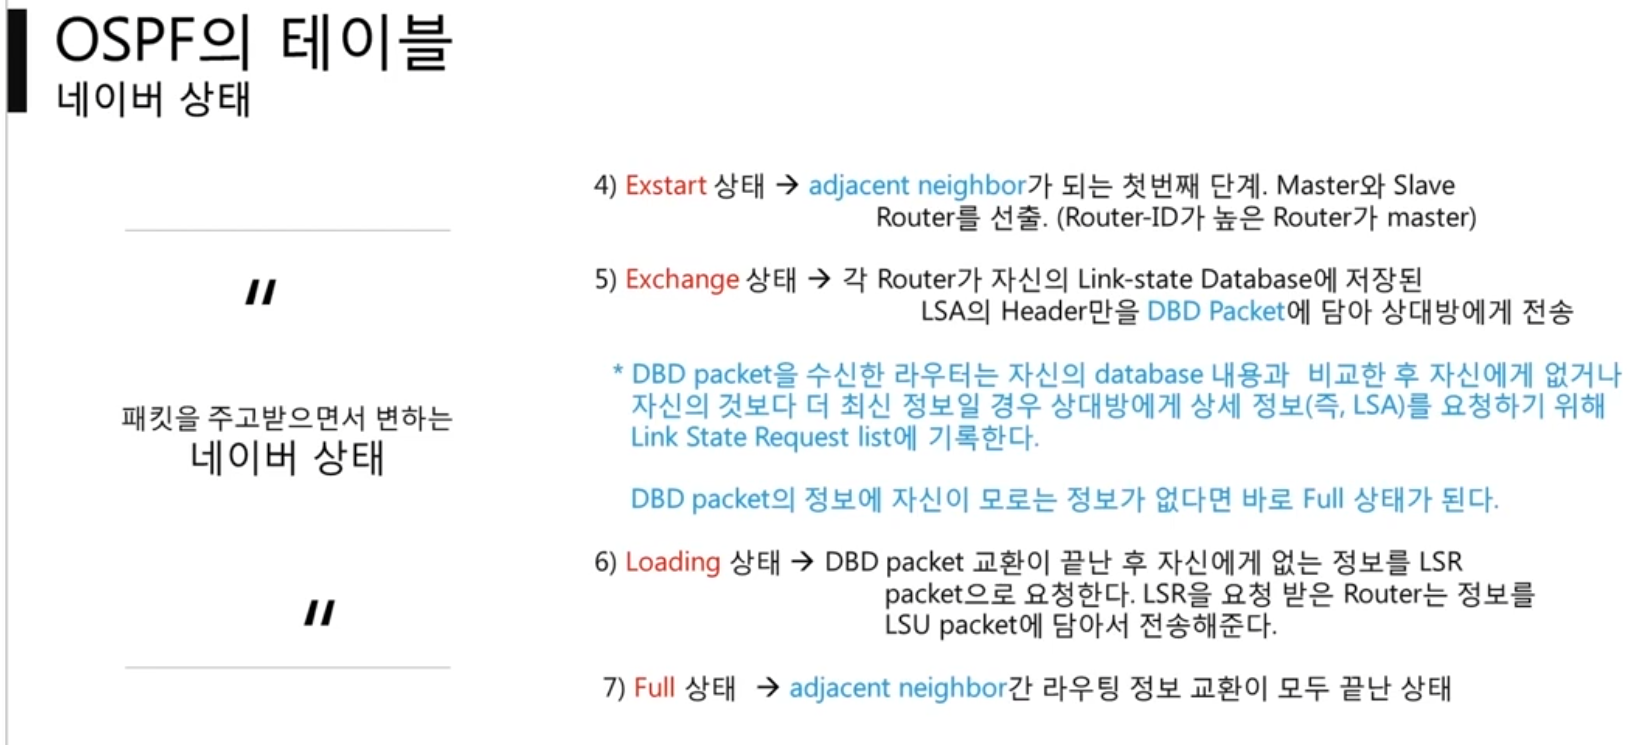 OSPF의 테이블
네이버 상태
"
패킷을 주고받으면서 변하는
네이버 상태
"
4) Exstart 상태 → adjacent neighbor가 되는 첫번째 단계. Master와 Slave
Router를 선출. (Router-ID가 높은 Router가 master)
5) Exchange 상태 → 각 Router가 자신의 Link-state Database에 저장된
LSA의 Header만을 DBD Packet에 담아 상대방에게 전송
* DBD packet을 수신한 라우터는 자신의 database 내용과 비교한 후 자신에게 없거나
자신의 것보다 더 최신 정보일 경우 상대방에게 상세 정보(즉, LSA)를 요청하기 위해
Link State Request list에 기록한다.
DBD packet의 정보에 자신이 모로는 정보가 없다면 바로 Full 상태가 된다.
6) Loading 상태 → DBD packet 교환이 끝난 후 자신에게 없는 정보를 LSR
packet으로 요청한다. LSR을 요청 받은 Router는 정보를
LSU packet에 담아서 전송해준다.
7) Full 상태 → adjacent neighbor간 라우팅 정보 교환이 모두 끝난 상태